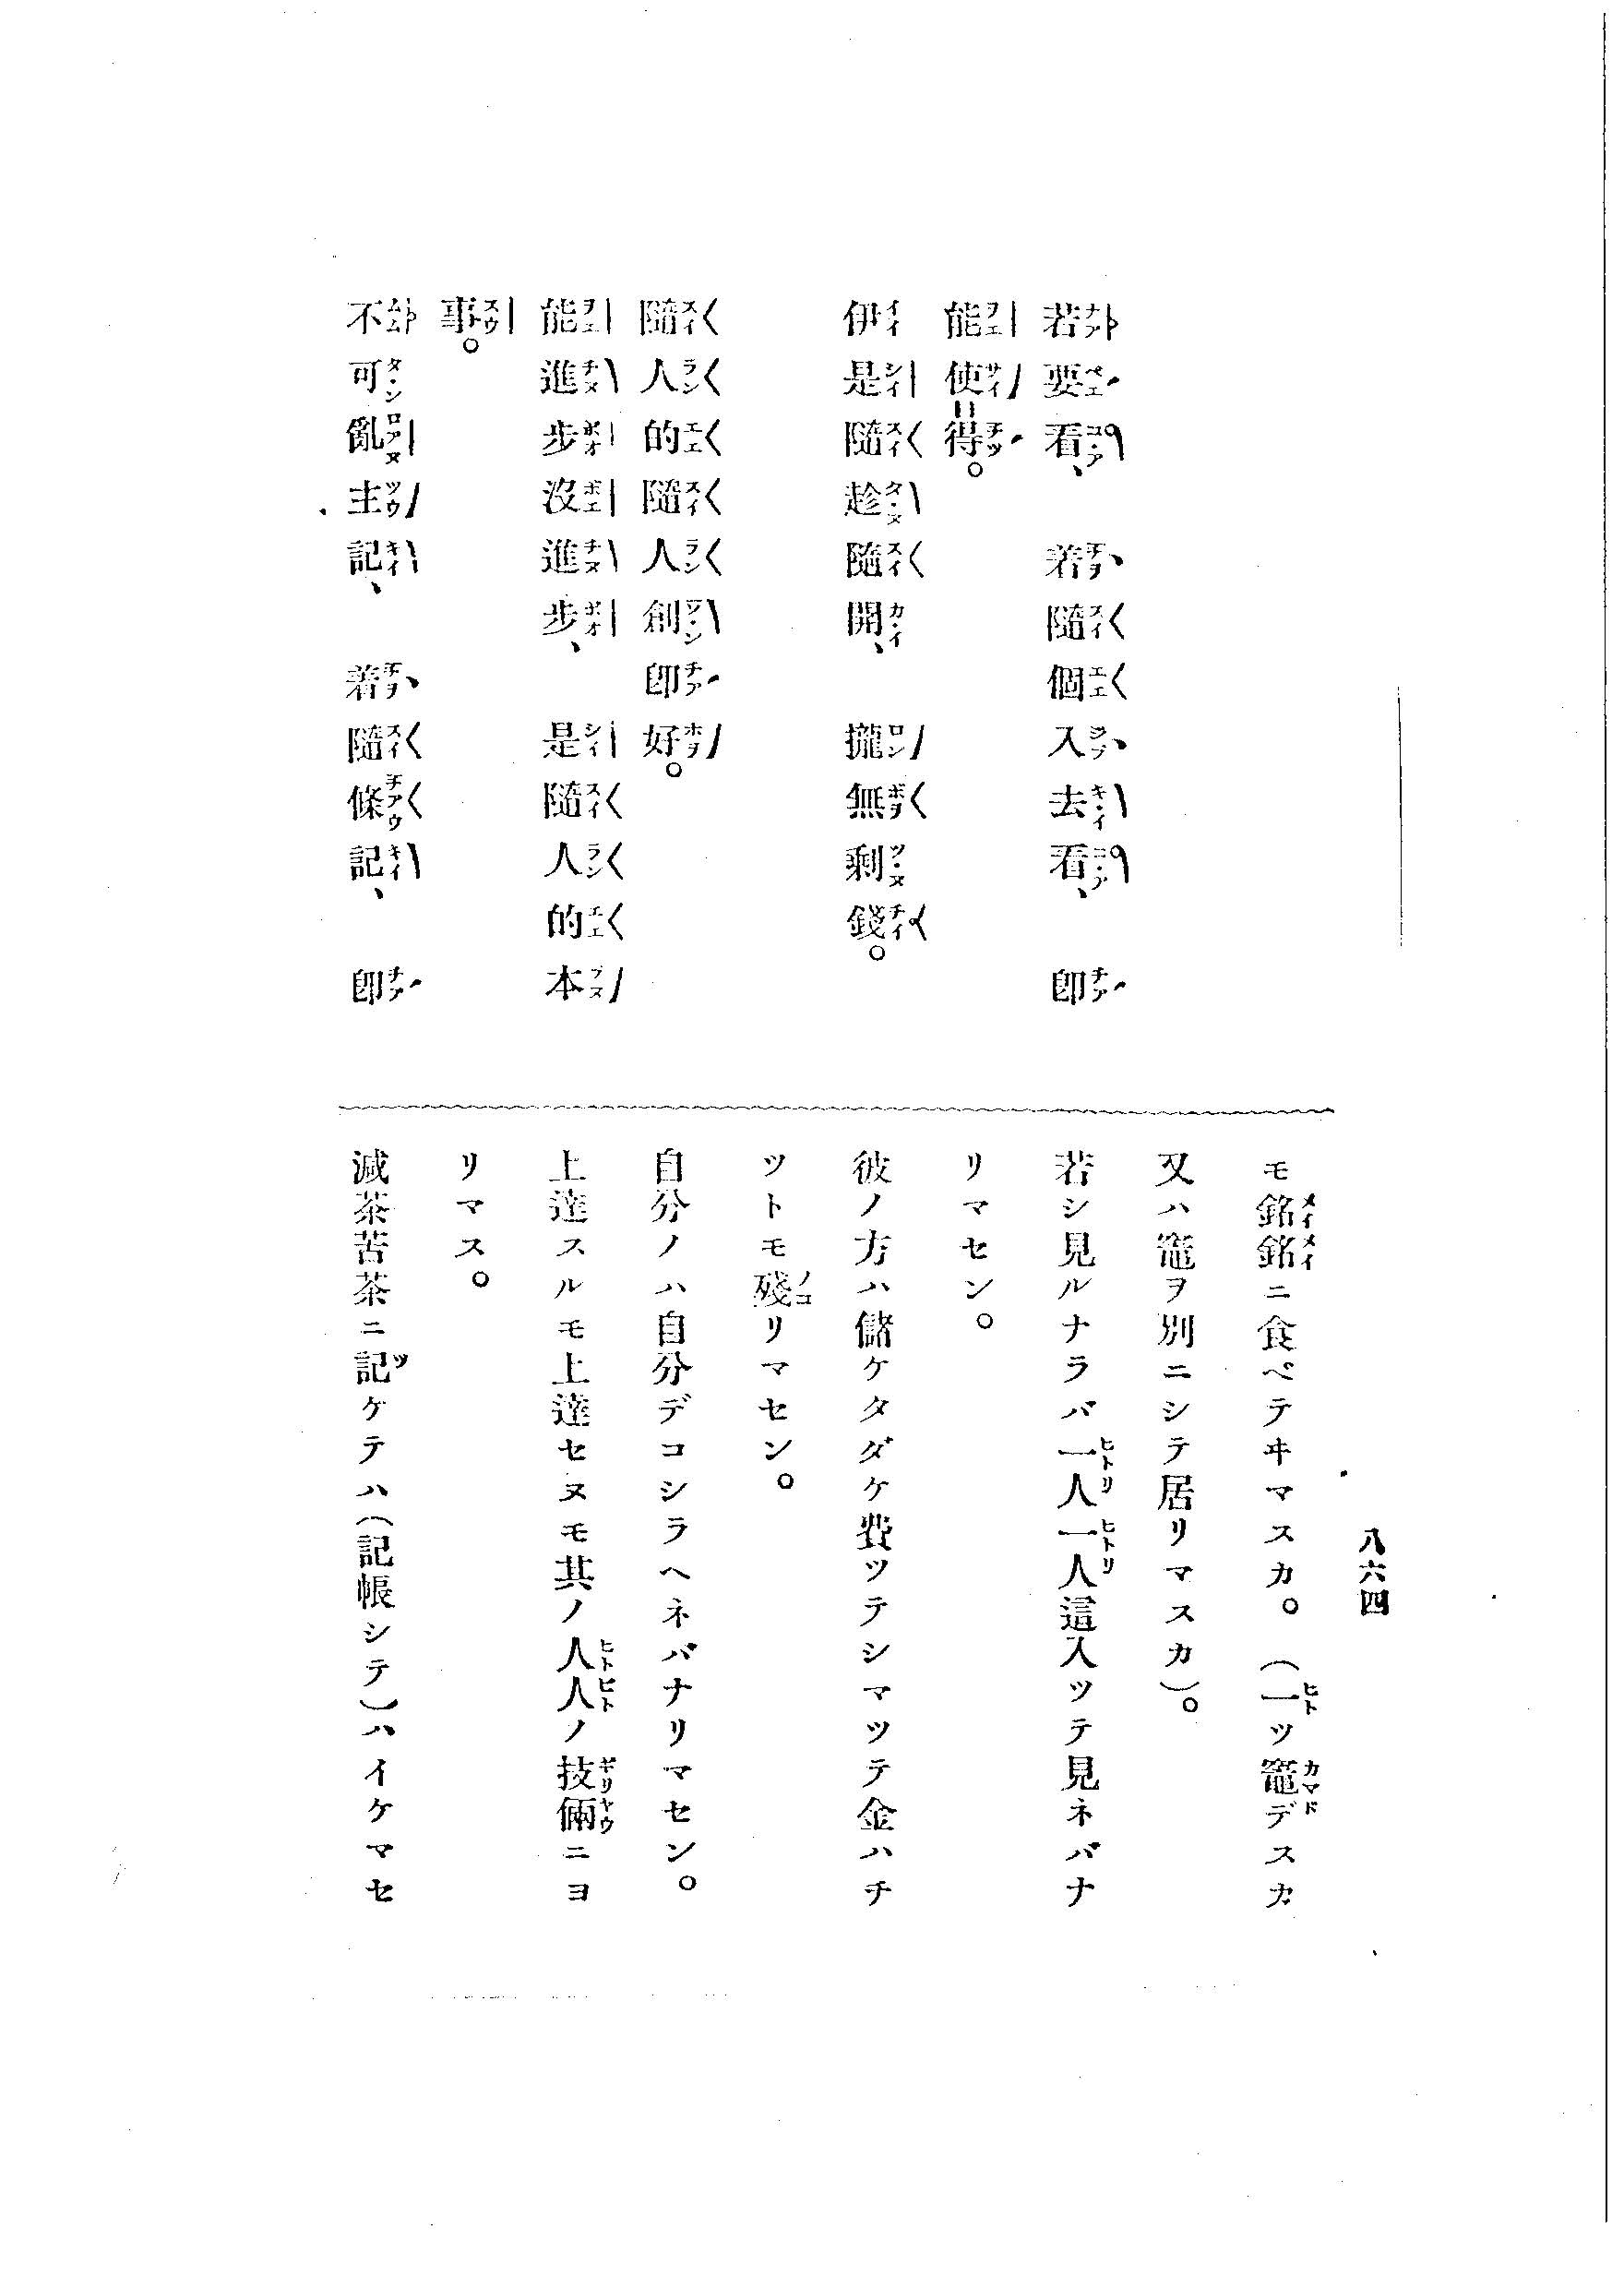 八六四
若要看、着隨個入去看、卽
能使得。
伊是隨趁隨開、攏無剩錢。
隨人的隨人創卽好。
能進步沒進步、是隨人的本
事。
不可亂主記、着隨條記、卽
モ銘銘ニ食ベテヰマスカ。(一ツ竈デスカ
又ハ竈ヲ別ニシテ居リマスカ)。
若シ見ルナラバ一人一人這入ツテ見ネバナ
リマセン。
彼ノ方ハ儲ケタダケ費ツテシマツテ金ハチ
ツトモ殘リマセン。
自分ノハ自分デコシラヘネバナリマセン。
上達スルモ上達セヌモ其ノ人人ノ技倆ニヨ
リマス。
滅茶苦茶ニ記ケテハ(記帳シテ)ハイケマセ